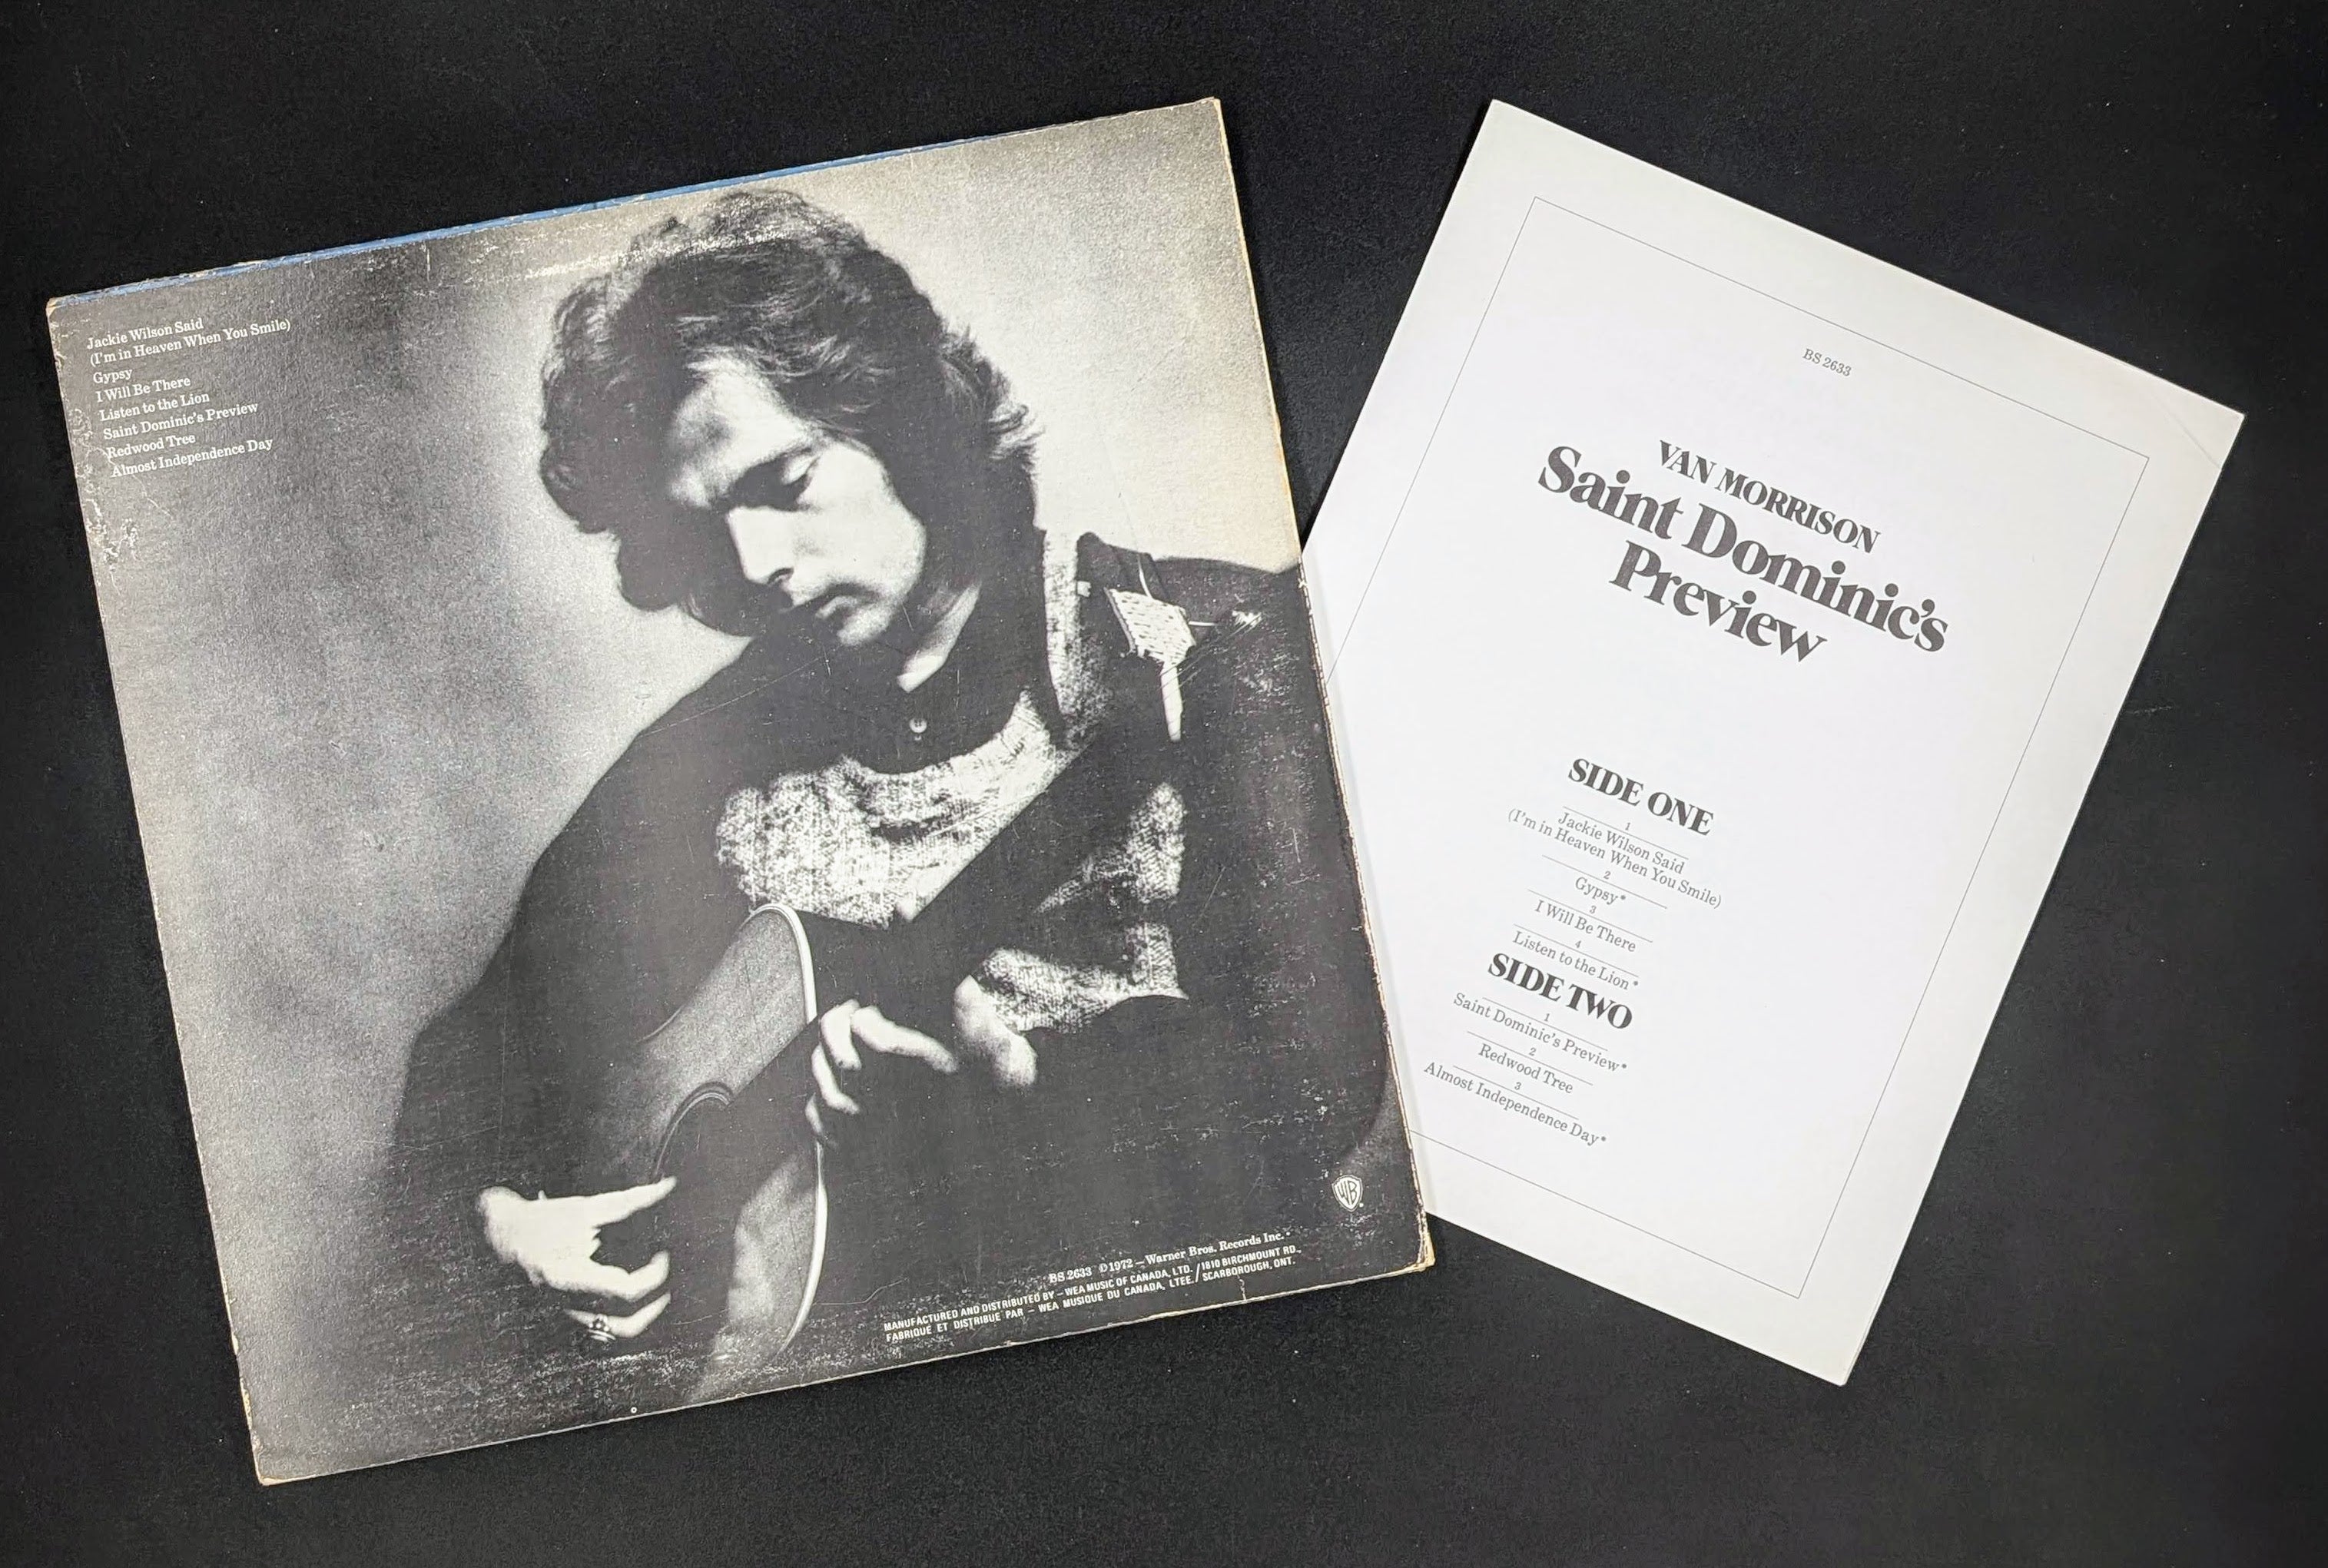 Jackie Wilson Said
(I'm in Heaven When You Smile)
Gypsy
I Will Be There
Listen to the Lion
Saint Dominic's Preview
Redwood Tree
Almost Independence Day
WB
BS 2633 ©1972 – Warner Bros. Records Inc.
MANUFACTURED AND DISTRIBUTED BY – WEA MUSIC OF CANADA, LTD. / 1810 BIRCHMOUNT RD.,
FABRIQUÉ ET DISTRIBUÉ PAR – WEA MUSIQUE DU CANADA, LTEE. / SCARBOROUGH, ONT.
BS 2633
VAN MORRISON
Saint Dominic's
Preview
SIDE ONE
1
Jackie Wilson Said
(I'm in Heaven When You Smile)
2
Gypsy*
3
I Will Be There
4
Listen to the Lion*
SIDE TWO
1
Saint Dominic's Preview*
2
Redwood Tree
3
Almost Independence Day*